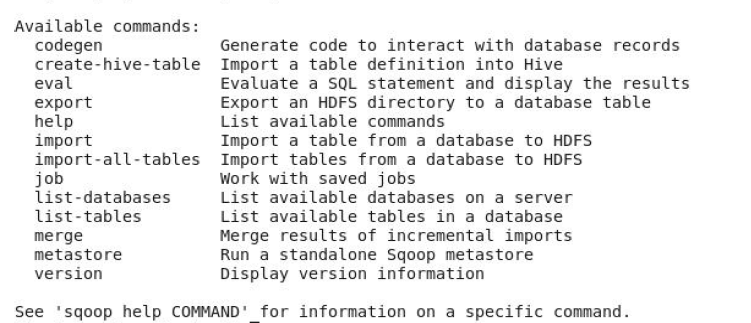 Available commands:
  codegen            Generate code to interact with database records
  create-hive-table  Import a table definition into Hive
  eval               Evaluate a SQL statement and display the results
  export             Export an HDFS directory to a database table
  help               List available commands
  import             Import a table from a database to HDFS
  import-all-tables  Import tables from a database to HDFS
  job                Work with saved jobs
  list-databases     List available databases on a server
  list-tables        List available tables in a database
  merge              Merge results of incremental imports
  metastore          Run a standalone Sqoop metastore
  version            Display version information

See 'sqoop help COMMAND' for information on a specific command.